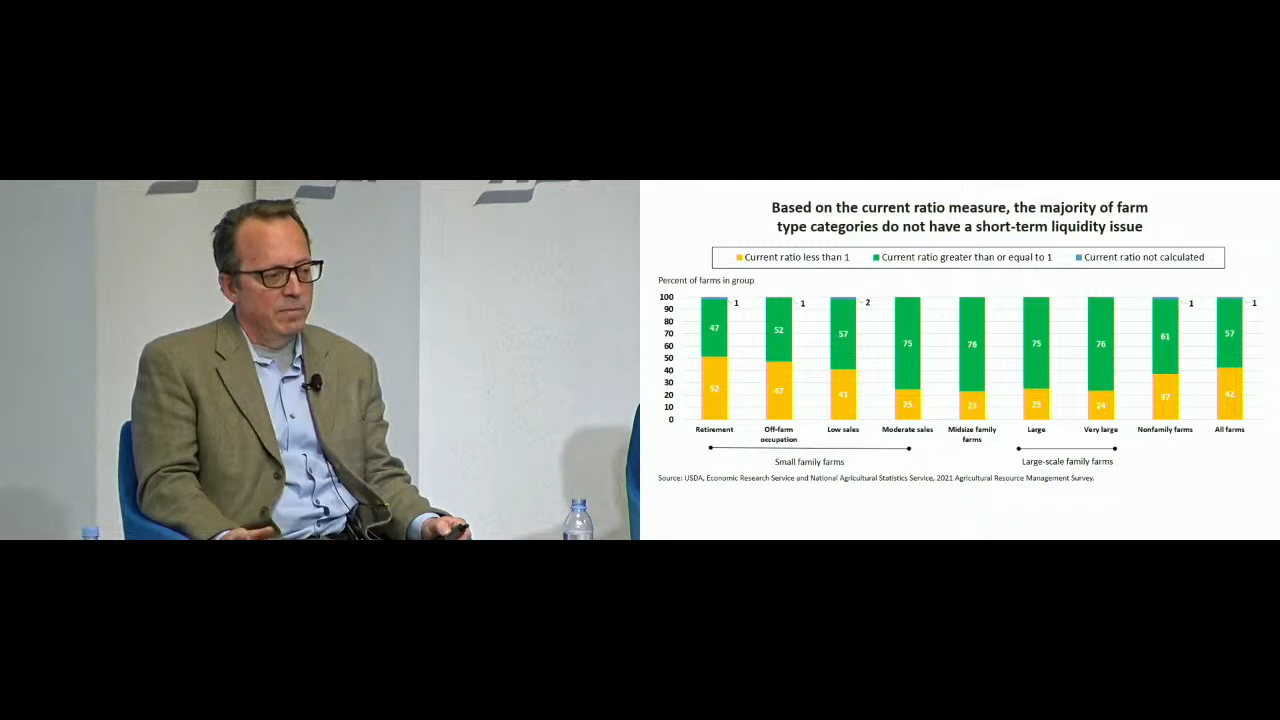 Based on the current ratio measure, the majority of farm
type categories do not have a short-term liquidity issue
Current ratio less than 1
Current ratio greater than or equal to 1
Current ratio not calculated
Percent of farms in group
100
90
80
70
60
50
40
30
20
10
0
1
47
52
1
52
47
2
57
41
75
25
76
23
75
25
76
24
1
61
37
1
57
42
Retirement
Off-farm
occupation
Low sales
Moderate sales
Midsize family
farms
Large
Very large
Nonfamily farms
All farms
Small family farms
Large-scale family farms
Source: USDA, Economic Research Service and National Agricultural Statistics Service, 2021 Agricultural Resource Management Survey.